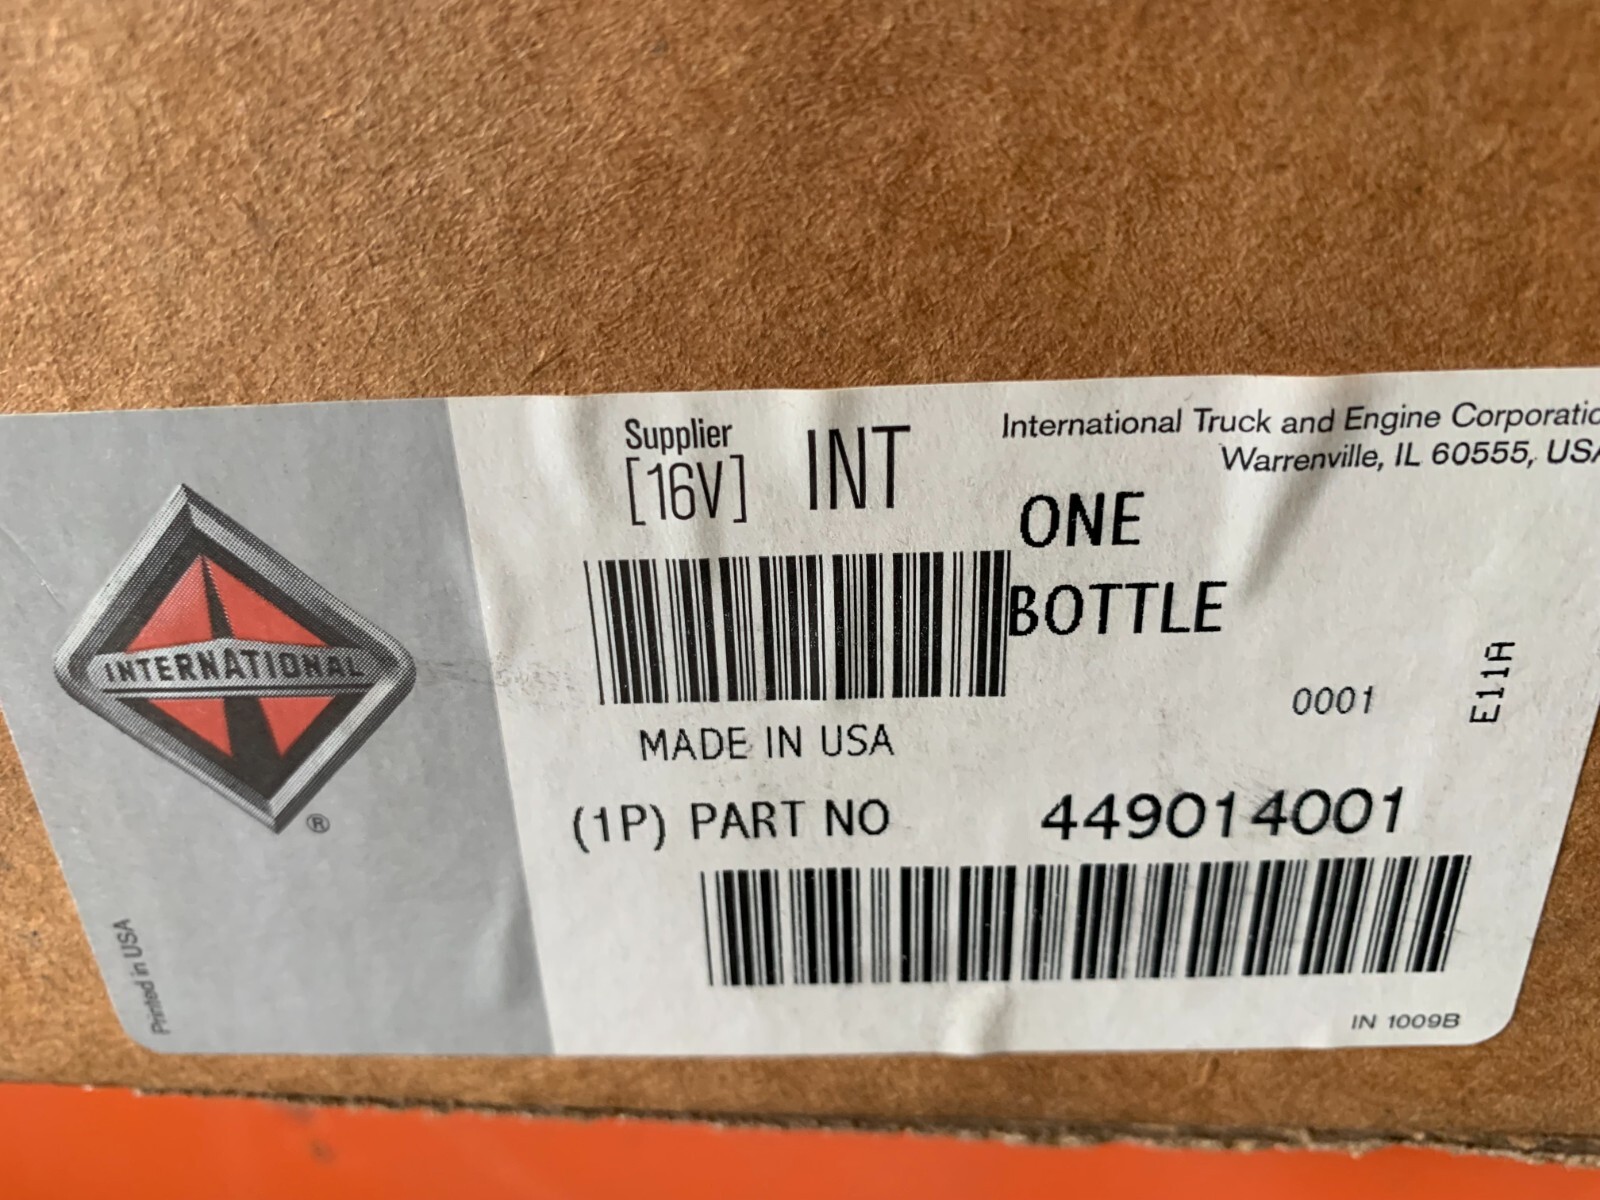 Supplier
[16V] INT
International Truck and Engine Corporatio
Warrenville, IL 60555, USA
ONE
BOTTLE
INTERNATIONAL
®
MADE IN USA
0001
E11A
(1P) PART NO 449014001
Printed in USA
IN 1009B